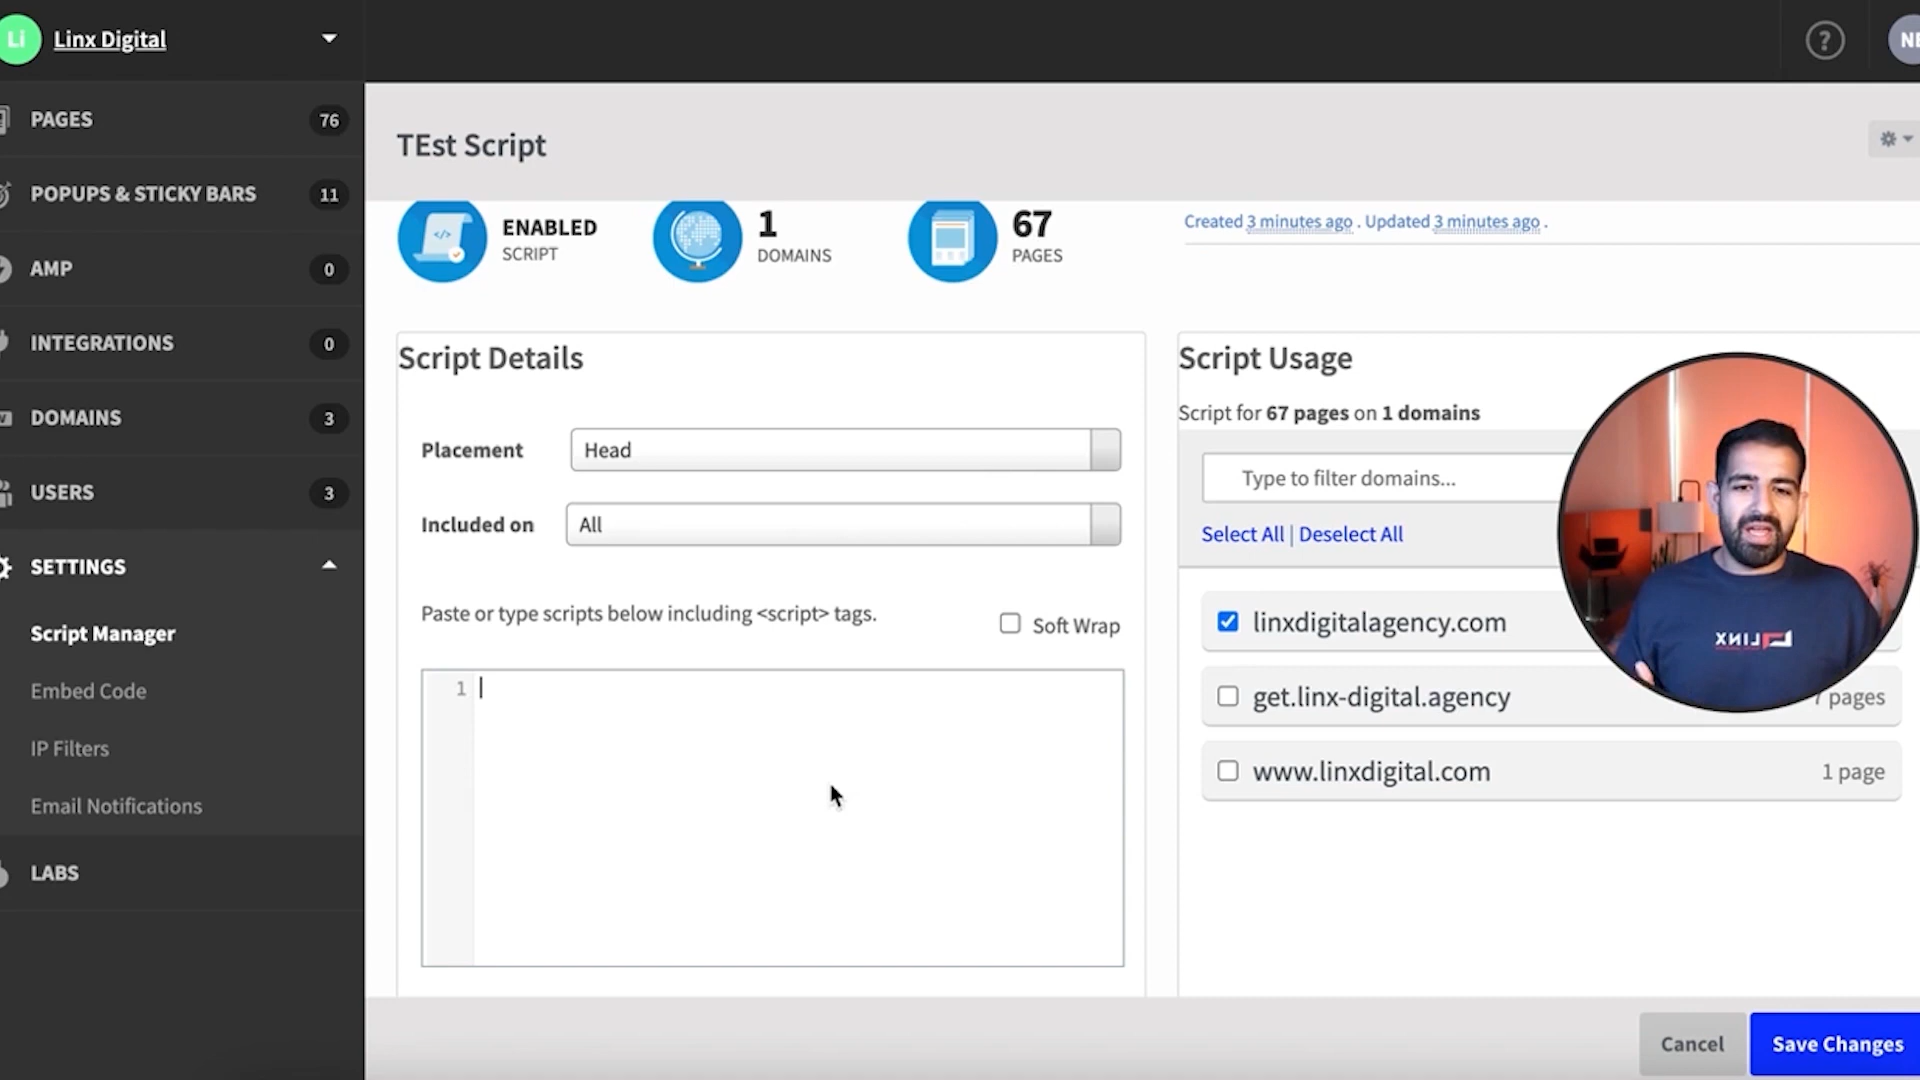 Li Linx Digital
?
NE
PAGES 76
POPUPS & STICKY BARS 11
AMP 0
INTEGRATIONS 0
DOMAINS 3
USERS 3
SETTINGS
Script Manager
Embed Code
IP Filters
Email Notifications
LABS
TEst Script
ENABLED
SCRIPT
1
DOMAINS
67
PAGES
Created 3 minutes ago . Updated 3 minutes ago .
Script Details
Placement Head
Included on All
Paste or type scripts below including <script> tags.
Soft Wrap
1
Script Usage
Script for 67 pages on 1 domains
Type to filter domains...
Select All | Deselect All
linxdigitalagency.com
get.linx-digital.agency pages
www.linxdigital.com 1 page
LINX
Cancel Save Changes